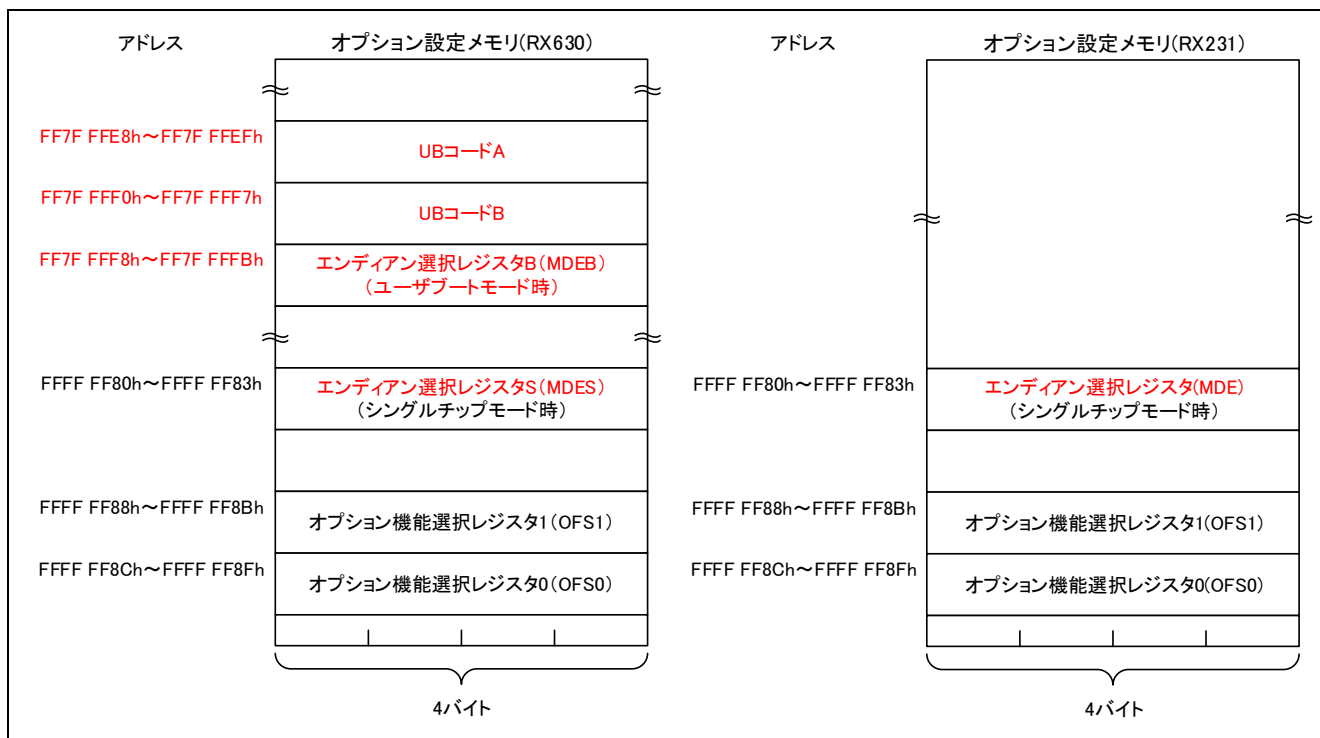 アドレス
オプション設定メモリ(RX630)
FF7F FFE8h～FF7F FFEFh
UBコードA
FF7F FFF0h～FF7F FFF7h
UBコードB
FF7F FFF8h～FF7F FFFBh
エンディアン選択レジスタB(MDEB)
(ユーザブートモード時)
FFFF FF80h～FFFF FF83h
エンディアン選択レジスタS(MDES)
(シングルチップモード時)
FFFF FF88h～FFFF FF8Bh
オプション機能選択レジスタ1(OFS1)
FFFF FF8Ch～FFFF FF8Fh
オプション機能選択レジスタ0(OFS0)
4バイト
アドレス
オプション設定メモリ(RX231)
FFFF FF80h～FFFF FF83h
エンディアン選択レジスタ(MDE)
(シングルチップモード時)
FFFF FF88h～FFFF FF8Bh
オプション機能選択レジスタ1(OFS1)
FFFF FF8Ch～FFFF FF8Fh
オプション機能選択レジスタ0(OFS0)
4バイト